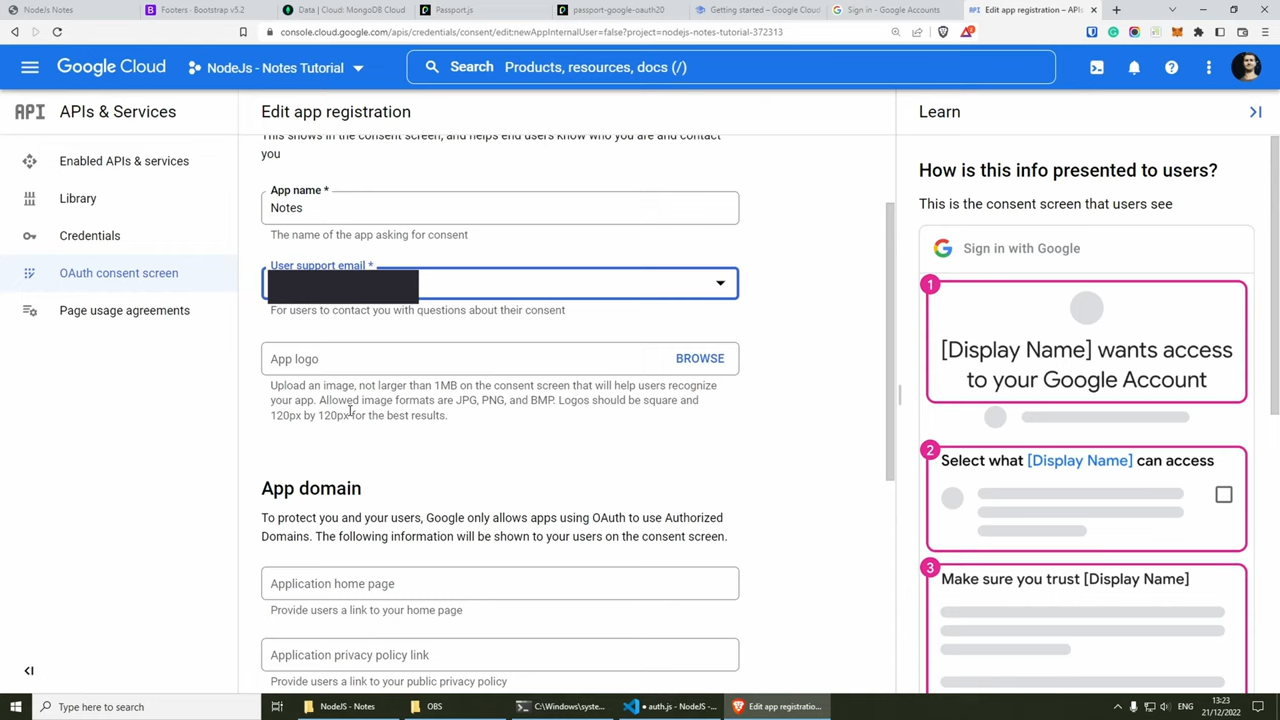 NodeJs Notes
Footers · Bootstrap v5.2
Data | Cloud: MongoDB Cloud
Passport.js
passport-google-oauth20
Getting started – Google Cloud
Sign in - Google Accounts
API Edit app registration – APIs
console.cloud.google.com/apis/credentials/consent/edit:newAppInternalUser=false?project=nodejs-notes-tutorial-372313
Google Cloud
NodeJs - Notes Tutorial
Search Products, resources, docs (/)
API APIs & Services
Enabled APIs & services
Library
Credentials
OAuth consent screen
Page usage agreements
Edit app registration
This shows in the consent screen, and helps end users know who you are and contact
you
App name *
Notes
The name of the app asking for consent
User support email *
For users to contact you with questions about their consent
App logo
BROWSE
Upload an image, not larger than 1MB on the consent screen that will help users recognize
your app. Allowed image formats are JPG, PNG, and BMP. Logos should be square and
120px by 120px for the best results.
App domain
To protect you and your users, Google only allows apps using OAuth to use Authorized
Domains. The following information will be shown to your users on the consent screen.
Application home page
Provide users a link to your home page
Application privacy policy link
Provide users a link to your public privacy policy
Learn
How is this info presented to users?
This is the consent screen that users see
Sign in with Google
1
[Display Name] wants access
to your Google Account
2
Select what [Display Name] can access
3
Make sure you trust [Display Name]
Type here to search
NodeJS - Notes
OBS
C:\Windows\syste...
• auth.js - NodeJS -...
Edit app registratio...
ENG
13:23
21/12/2022